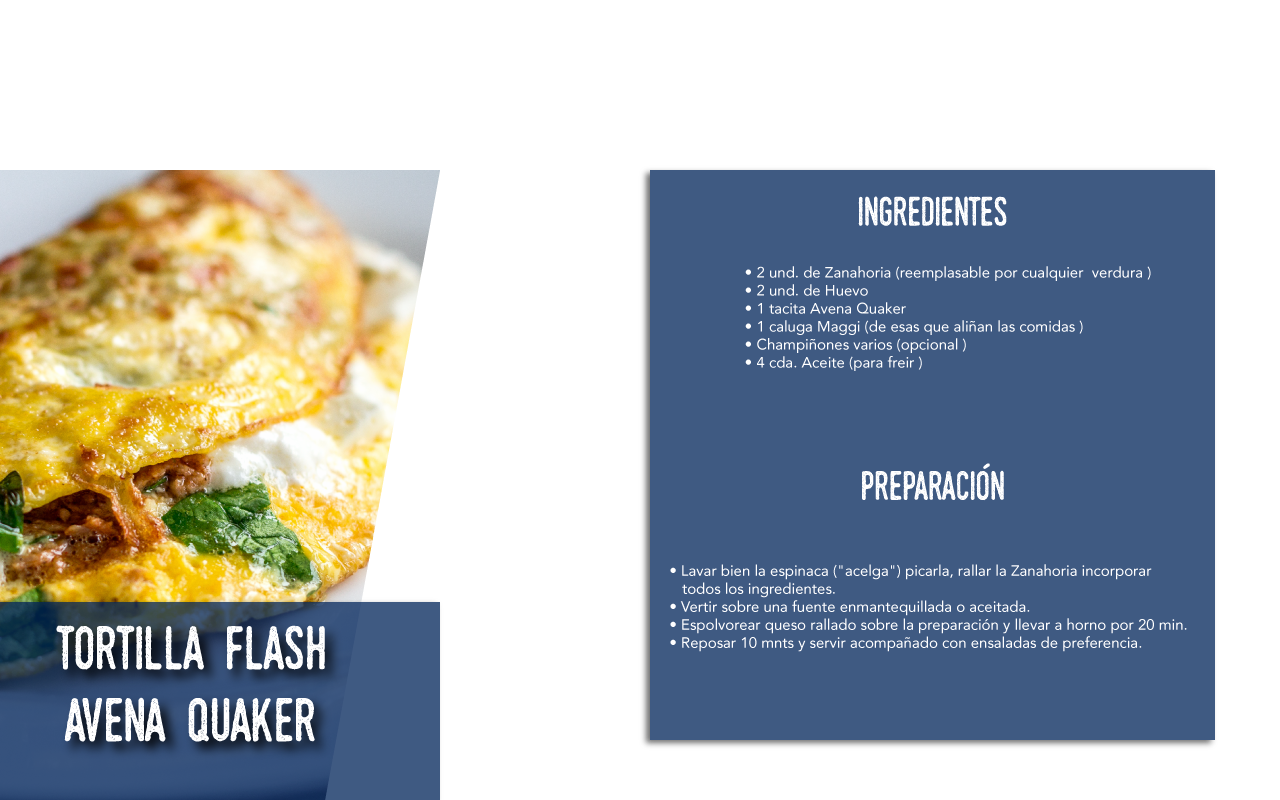 TORTILLA FLASH
AVENA QUAKER
INGREDIENTES
• 2 und. de Zanahoria (reemplasable por cualquier  verdura )
• 2 und. de Huevo
• 1 tacita Avena Quaker
• 1 caluga Maggi (de esas que aliñan las comidas )
• Champiñones varios (opcional )
• 4 cda. Aceite (para freir )
PREPARACIÓN
• Lavar bien la espinaca ("acelga") picarla, rallar la Zanahoria incorporar
todos los ingredientes.
• Vertir sobre una fuente enmantequillada o aceitada.
• Espolvorear queso rallado sobre la preparación y llevar a horno por 20 min.
• Reposar 10 mnts y servir acompañado con ensaladas de preferencia.